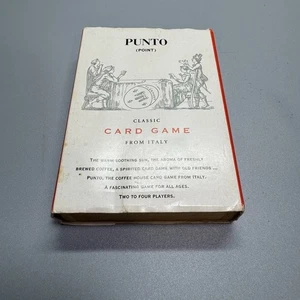 PUNTO
(POINT)
CLASSIC
CARD GAME
FROM ITALY
THE WARM SOOTHING SUN, THE AROMA OF FRESHLY
BREWED COFFEE, A SPIRITED CARD GAME WITH OUR FRIENDS ...
"PUNTO, THE COFFEE HOUSE CARD GAME FROM ITALY.
A FASCINATING GAME FOR ALL AGES.
TWO TO FOUR PLAYERS.